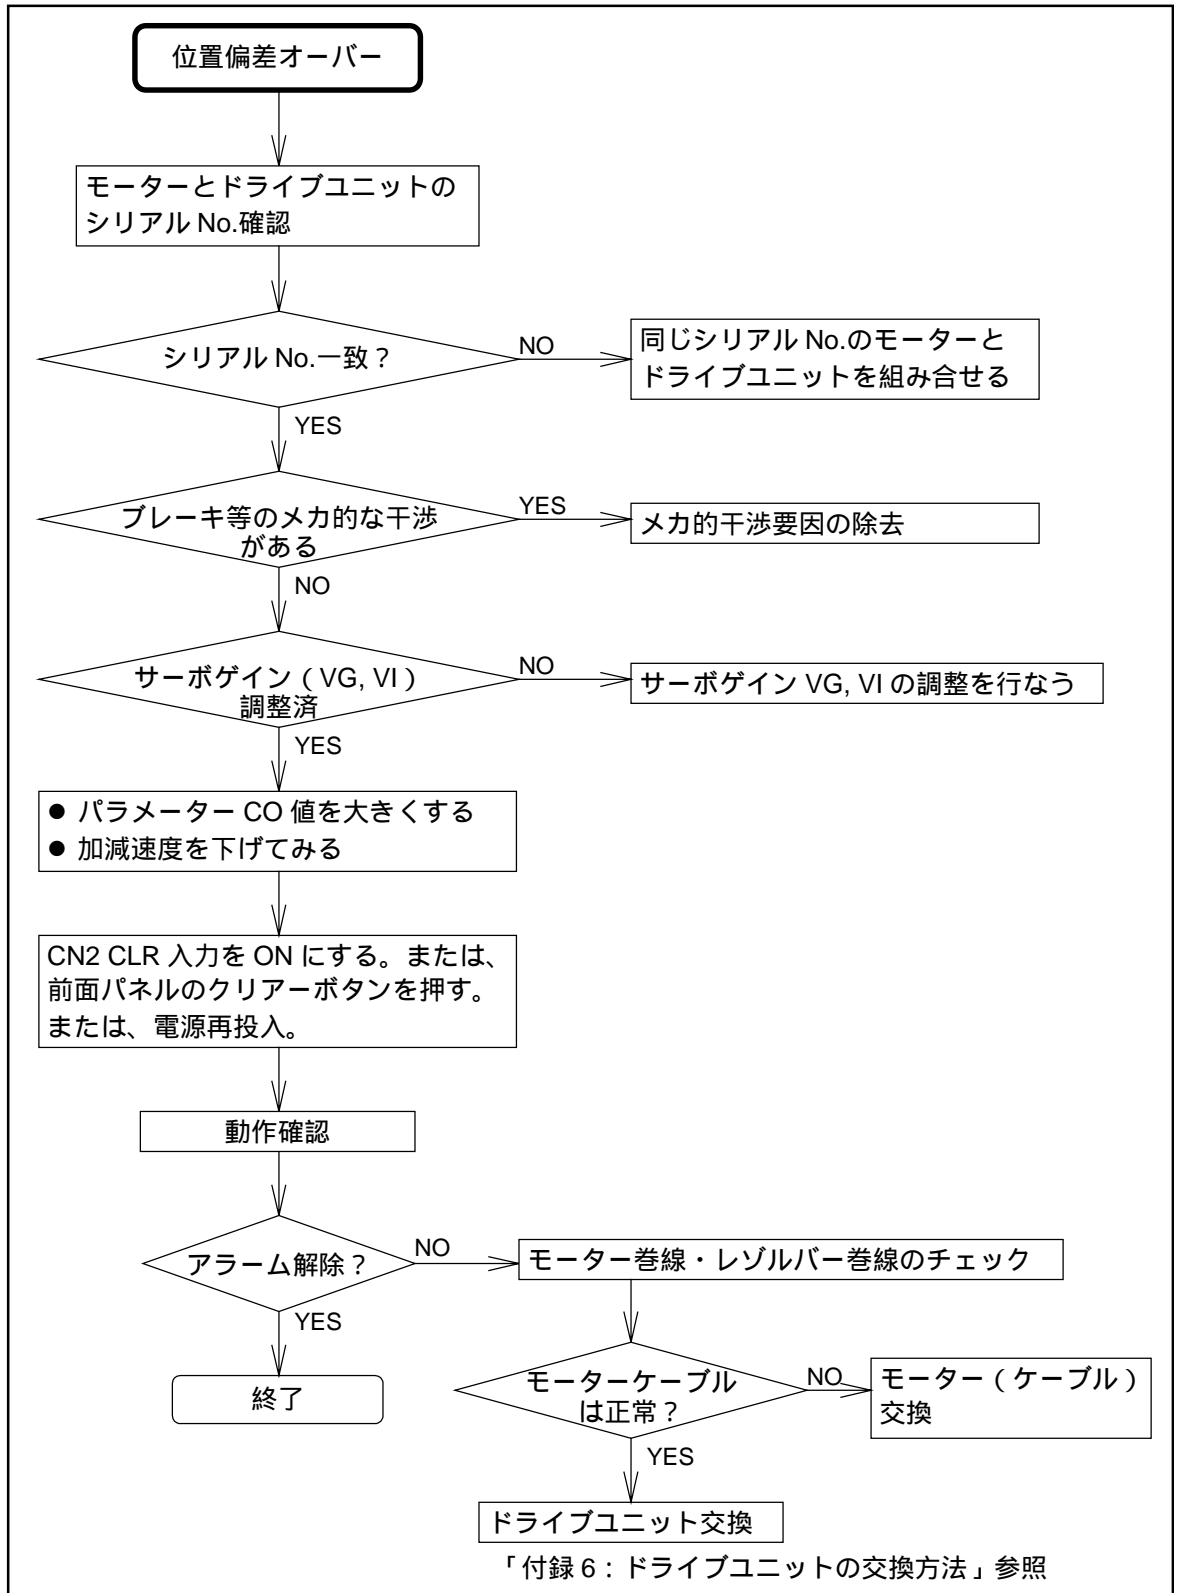 位置偏差オーバー
モーターとドライブユニットの
シリアル No.確認
シリアル No.一致？
NO
同じシリアル No.のモーターと
ドライブユニットを組み合せる
YES
ブレーキ等のメカ的な干渉
がある
YES
メカ的干渉要因の除去
NO
サーボゲイン（VG, VI）
調整済
NO
サーボゲイン VG, VI の調整を行なう
YES
● パラメーター CO 値を大きくする
● 加減速度を下げてみる
CN2 CLR 入力を ON にする。または、
前面パネルのクリアーボタンを押す。
または、電源再投入。
動作確認
アラーム解除？
NO
モーター巻線・レゾルバー巻線のチェック
YES
終了
モーターケーブル
は正常？
NO
モーター（ケーブル）
交換
YES
ドライブユニット交換
「付録 6：ドライブユニットの交換方法」参照